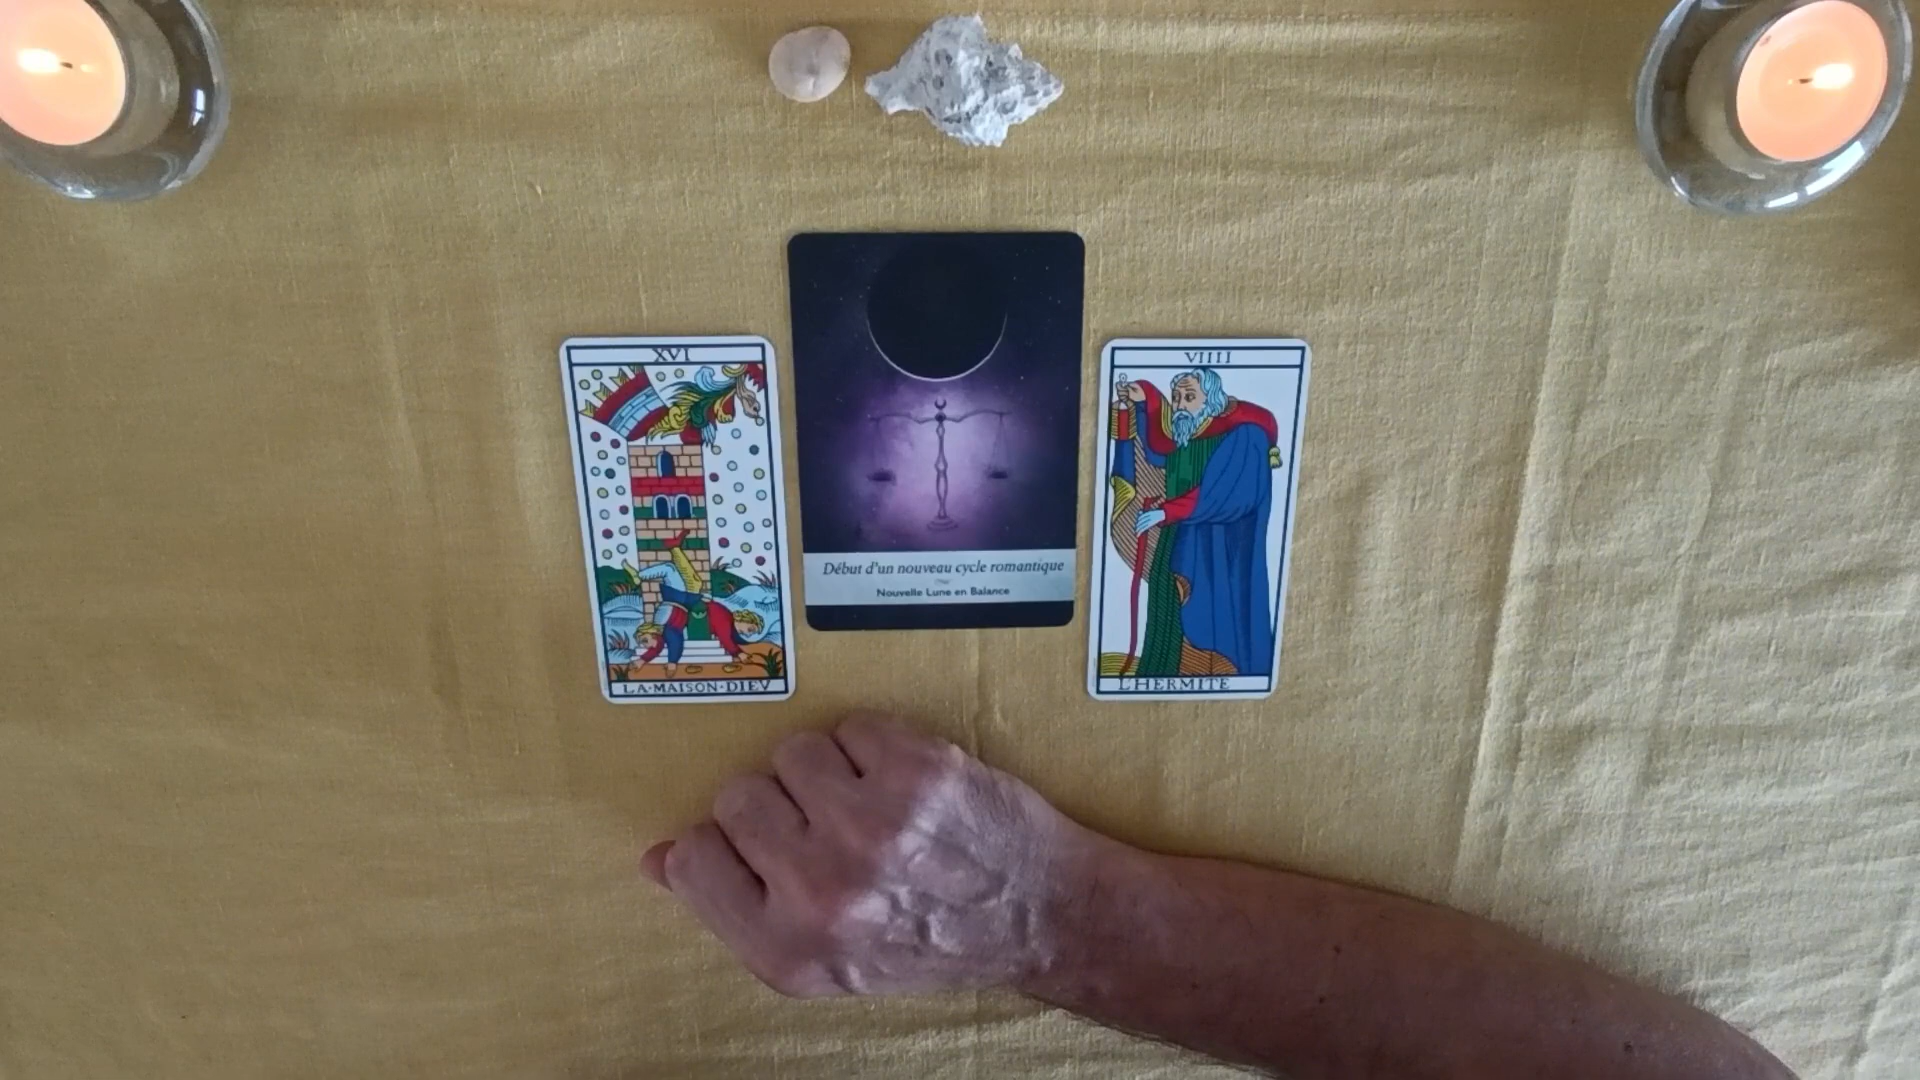 XVI
LA·MAISON·DIEV
Début d'un nouveau cycle romantique
Nouvelle Lune en Balance
VIIII
L'HERMITE